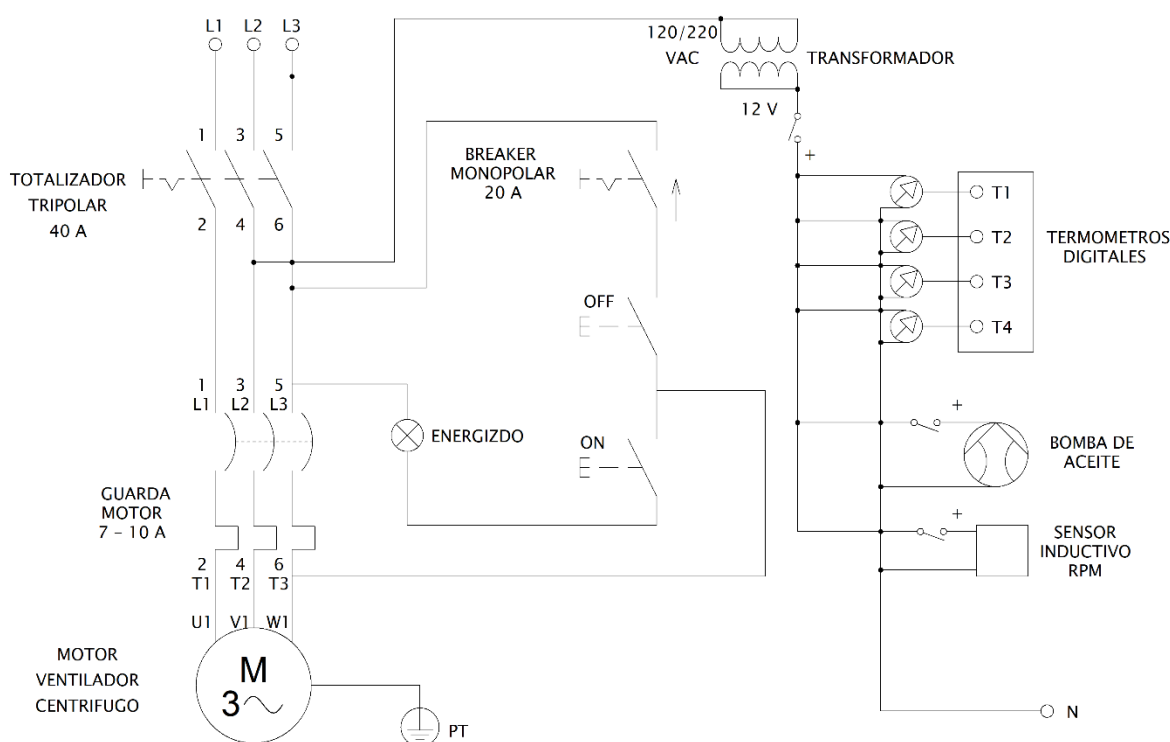 L1 L2 L3
120/220
VAC
TRANSFORMADOR
12 V
1 3 5
TOTALIZADOR
TRIPOLAR
40 A
2 4 6
BREAKER
MONOPOLAR
20 A
+
T1
T2
T3
T4
TERMOMETROS
DIGITALES
OFF
1 3 5
L1 L2 L3
ENERGIZDO
ON
+
BOMBA DE
ACEITE
GUARDA
MOTOR
7 – 10 A
+
SENSOR
INDUCTIVO
RPM
2 4 6
T1 T2 T3
U1 V1 W1
MOTOR
VENTILADOR
CENTRIFUGO
M
3
PT
N